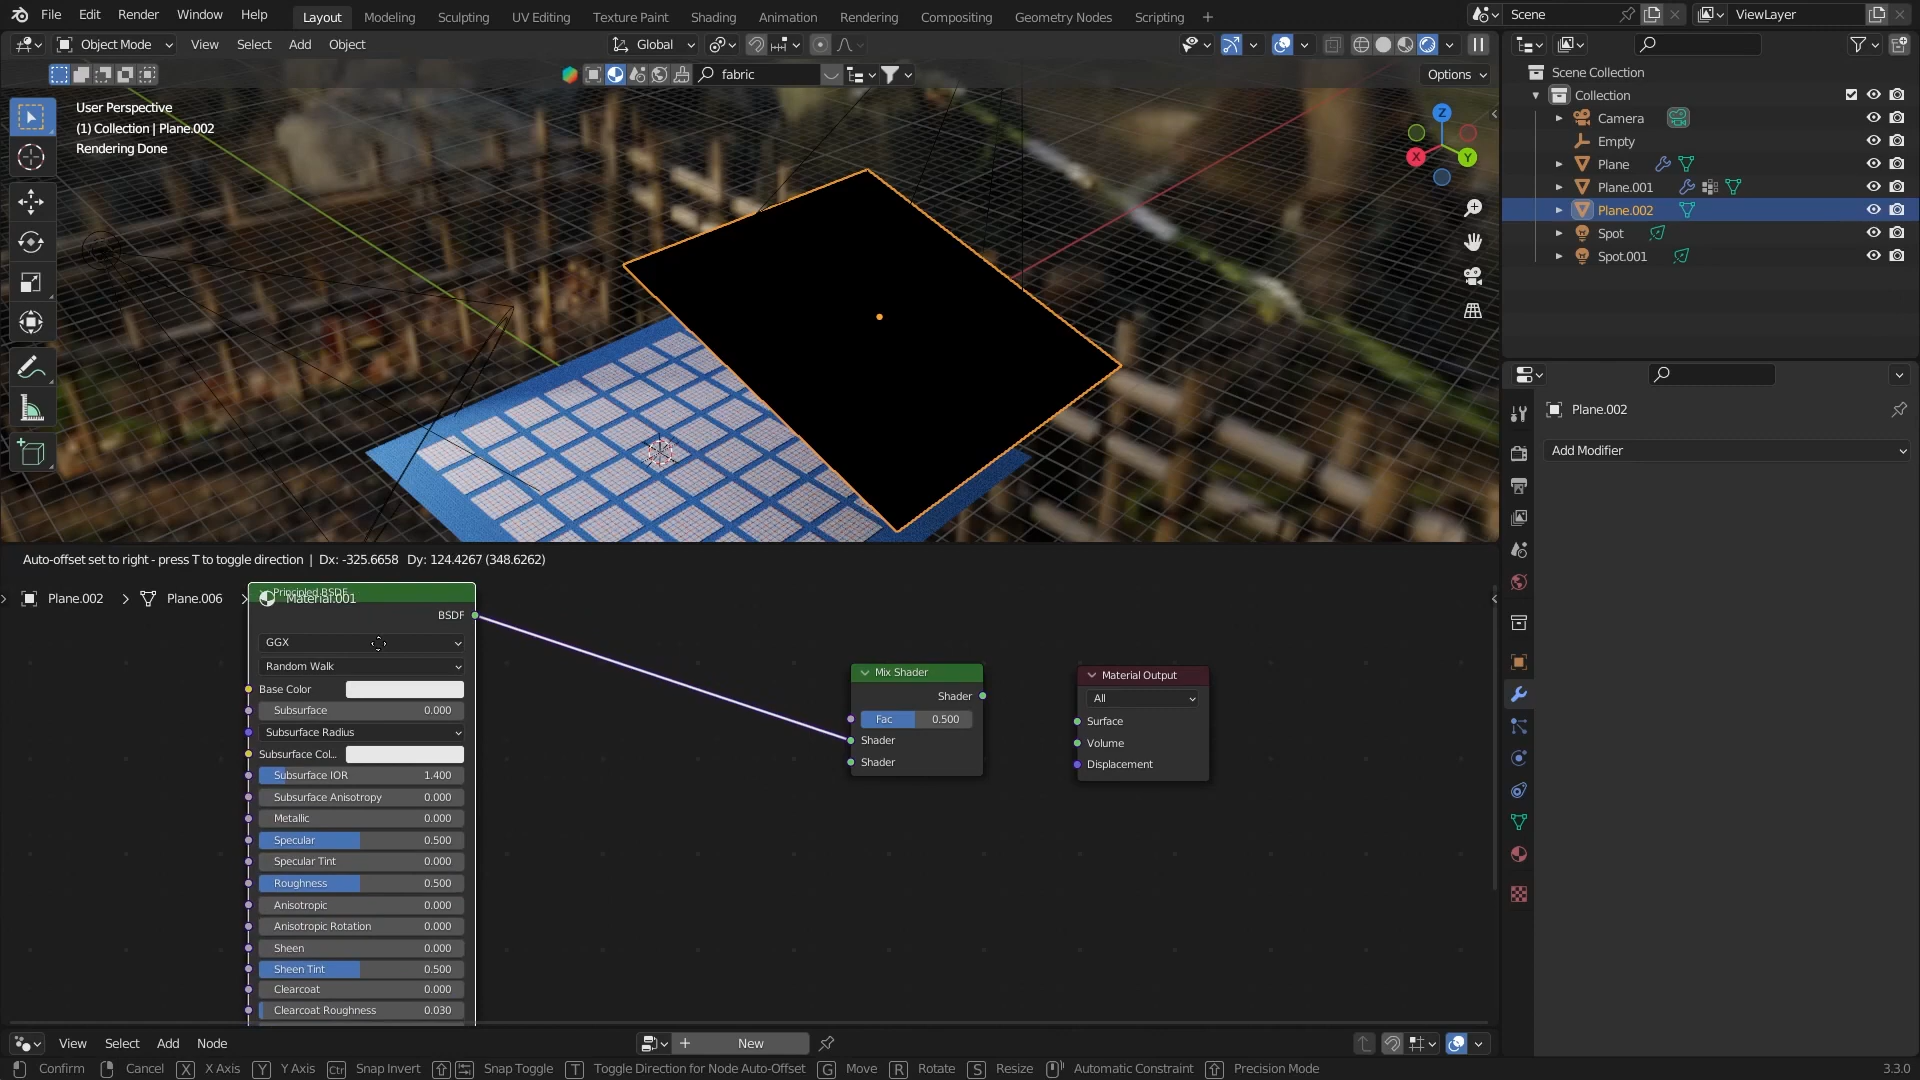 File Edit Render Window Help Layout Modeling Sculpting UV Editing Texture Paint Shading Animation Rendering Compositing Geometry Nodes Scripting + Scene ViewLayer
Object Mode View Select Add Object Global
fabric Options
User Perspective
(1) Collection | Plane.002
Rendering Done
Z
X
Y
Scene Collection
Collection
Camera
Empty
Plane
Plane.001
Plane.002
Spot
Spot.001
Plane.002
Add Modifier
Auto-offset set to right - press T to toggle direction | Dx: -325.6658 Dy: 124.4267 (348.6262)
Plane.002 > Plane.006 > Material.001
Principled BSDF
BSDF
GGX
Random Walk
Base Color
Subsurface 0.000
Subsurface Radius
Subsurface Col...
Subsurface IOR 1.400
Subsurface Anisotropy 0.000
Metallic 0.000
Specular 0.500
Specular Tint 0.000
Roughness 0.500
Anisotropic 0.000
Anisotropic Rotation 0.000
Sheen 0.000
Sheen Tint 0.500
Clearcoat 0.000
Clearcoat Roughness 0.030
Mix Shader
Shader
Fac 0.500
Shader
Shader
Material Output
All
Surface
Volume
Displacement
View Select Add Node + New
Confirm Cancel X X Axis Y Y Axis Ctrl Snap Invert Snap Toggle T Toggle Direction for Node Auto-Offset G Move R Rotate S Resize Automatic Constraint Precision Mode 3.3.0